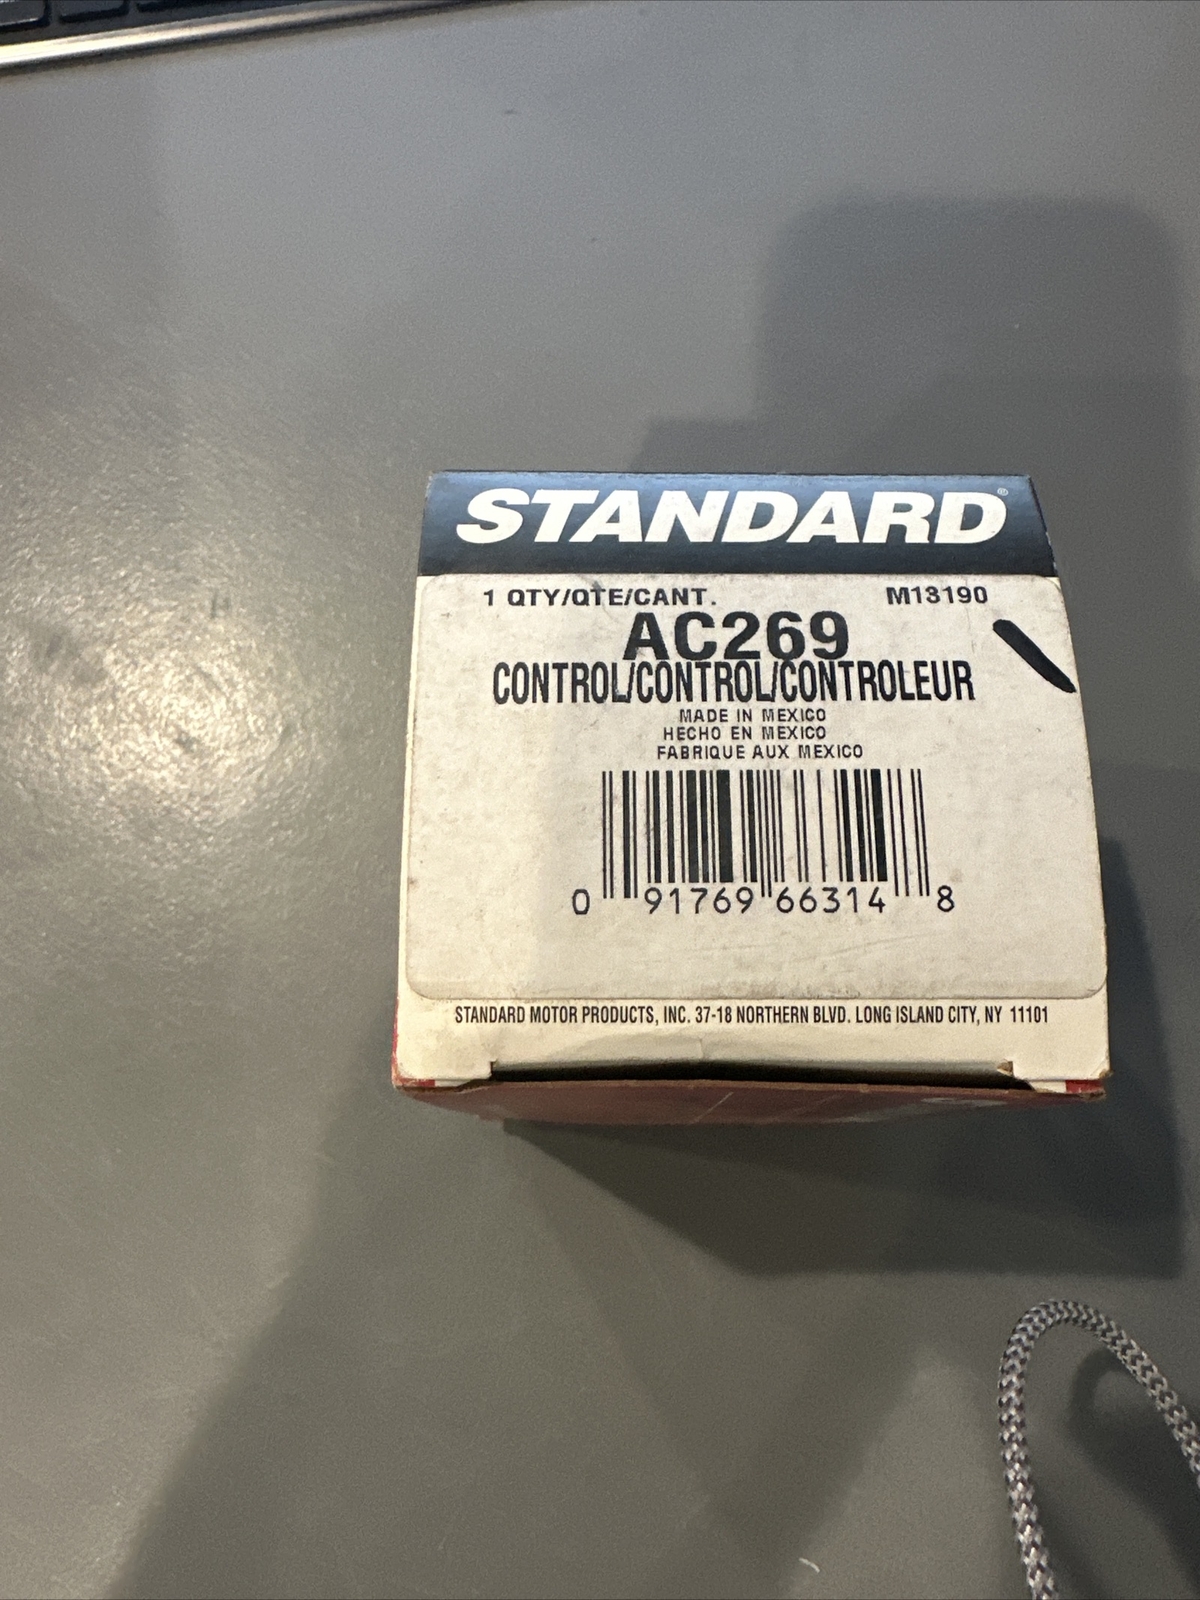 STANDARD®
1 QTY/QTE/CANT. M13190
AC269
CONTROL/CONTROL/CONTROLEUR
MADE IN MEXICO
HECHO EN MEXICO
FABRIQUE AUX MEXICO
0 91769 66314 8
STANDARD MOTOR PRODUCTS, INC. 37-18 NORTHERN BLVD. LONG ISLAND CITY, NY 11101